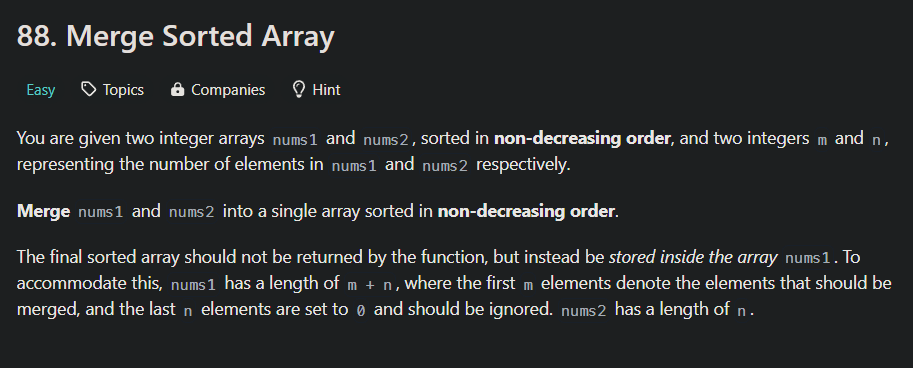 88. Merge Sorted Array
Easy Topics Companies Hint
You are given two integer arrays nums1 and nums2, sorted in non-decreasing order, and two integers m and n,
representing the number of elements in nums1 and nums2 respectively.
Merge nums1 and nums2 into a single array sorted in non-decreasing order.
The final sorted array should not be returned by the function, but instead be stored inside the array nums1. To
accommodate this, nums1 has a length of m + n, where the first m elements denote the elements that should be
merged, and the last n elements are set to 0 and should be ignored. nums2 has a length of n.